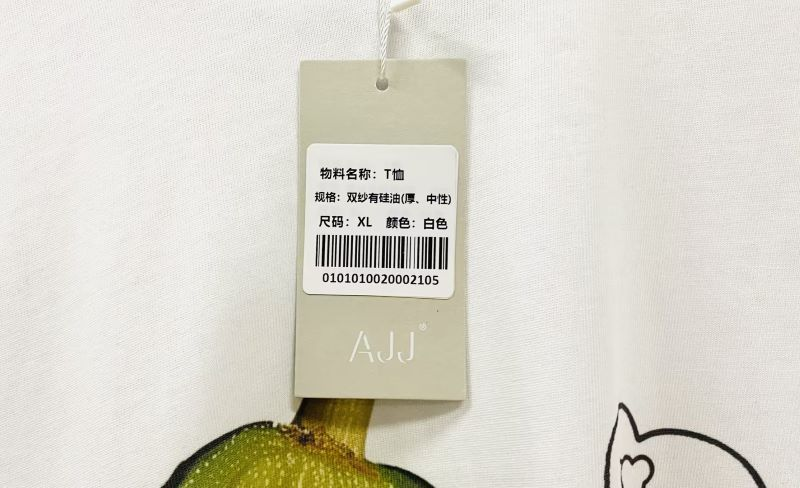 物料名称：T恤
规格：双纱有硅油(厚、中性)
尺码：XL 颜色：白色
0101010020002105
AJJ®